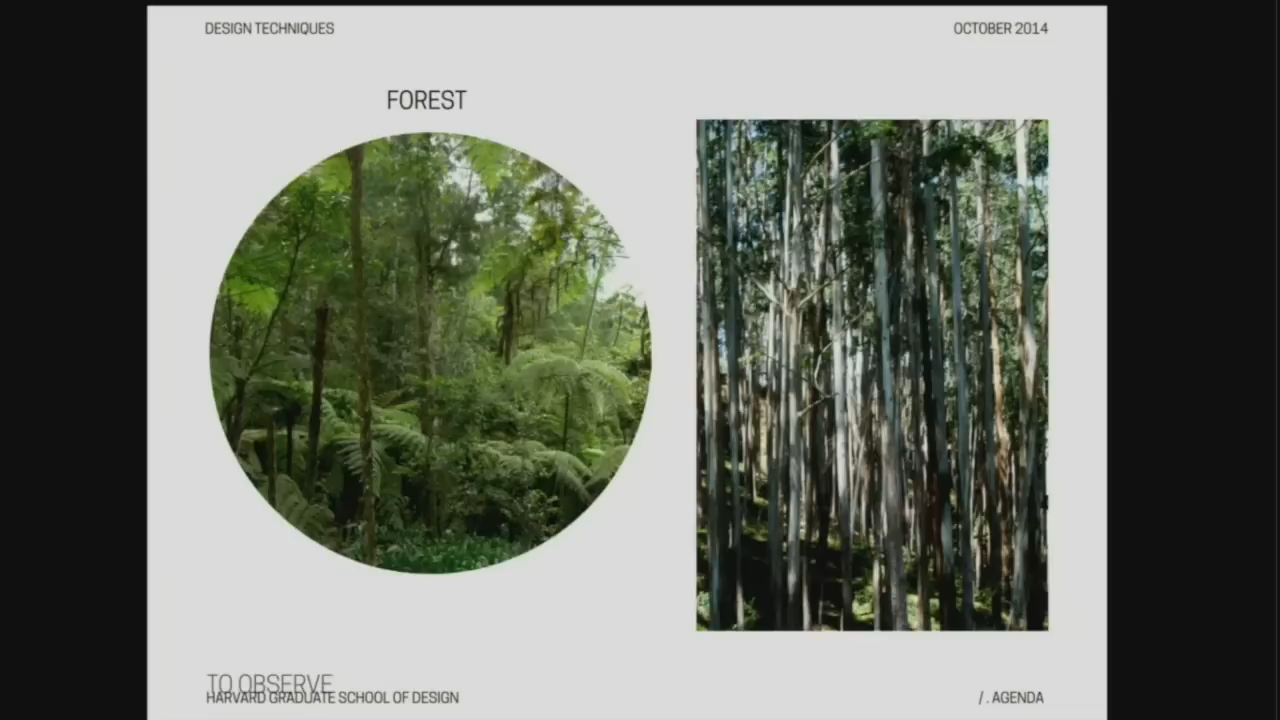 DESIGN TECHNIQUES
OCTOBER 2014
FOREST
TO OBSERVE
HARVARD GRADUATE SCHOOL OF DESIGN
/ . AGENDA